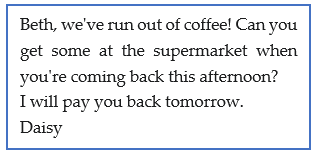 Beth, we've run out of coffee! Can you
get some at the supermarket when
you're coming back this afternoon?
I will pay you back tomorrow.
Daisy